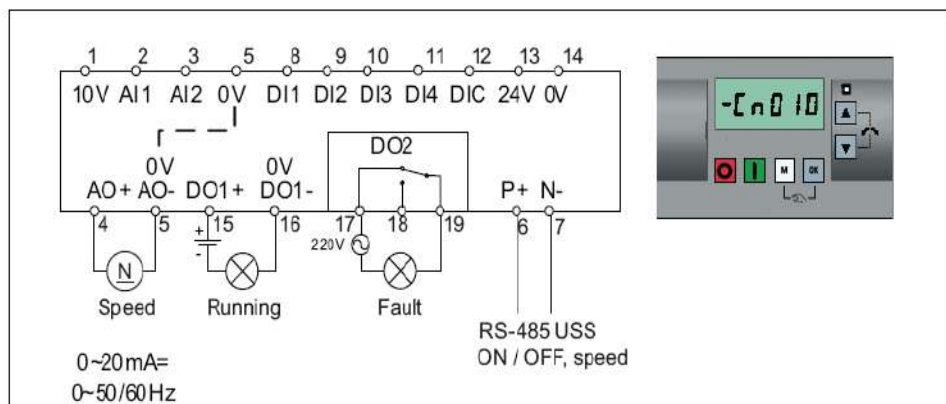 1 2 3 5 8 9 10 11 12 13 14
10V AI1 AI2 0V DI1 DI2 DI3 DI4 DIC 24V 0V
-Cn010
0V 0V DO2
AO+ AO- DO1+ DO1- P+ N-
4 5 15 16 17 18 19 6 7
+ - 220V
M OK
N
Speed Running Fault
RS-485 USS
ON / OFF, speed
0~20mA=
0~50/60Hz